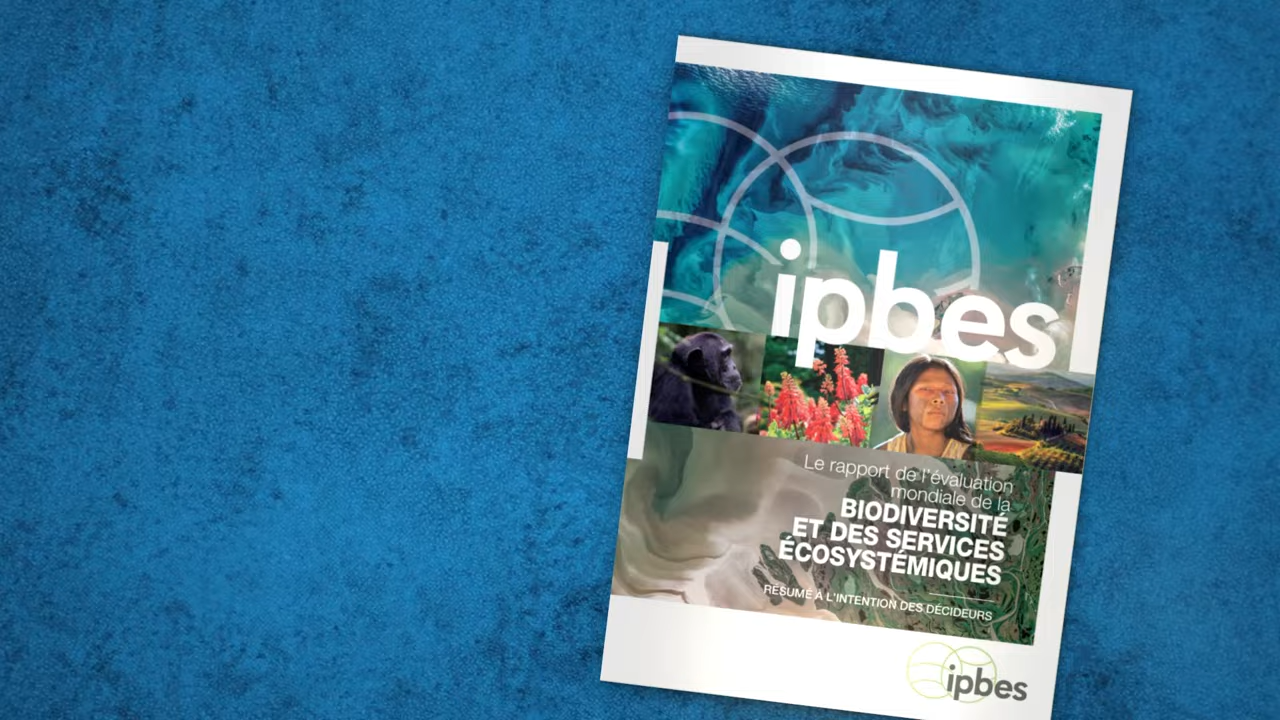 ipbes
Le rapport de l'évaluation
mondiale de la
BIODIVERSITÉ
ET DES SERVICES
ÉCOSYSTÉMIQUES
RÉSUMÉ À L'INTENTION DES DÉCIDEURS
ipbes